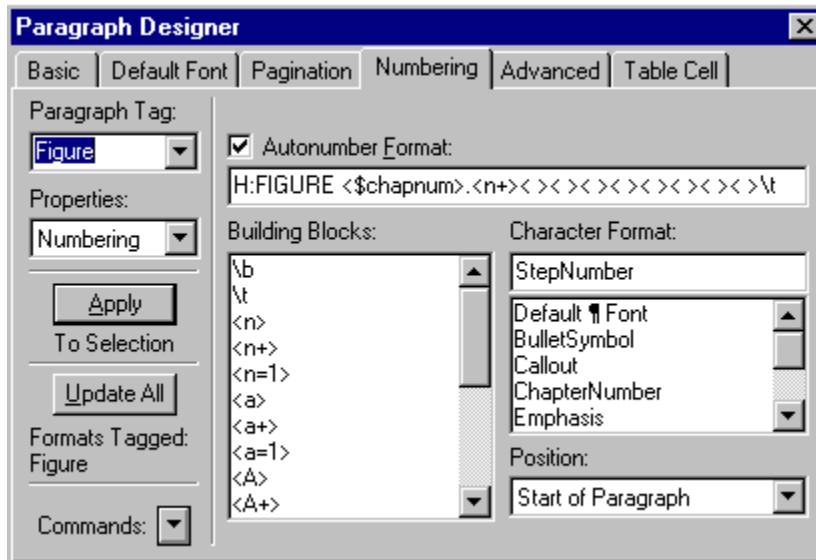 Paragraph Designer
Basic Default Font Pagination Numbering Advanced Table Cell
Paragraph Tag:
Figure
Properties:
Numbering
Apply
To Selection
Update All
Formats Tagged:
Figure
Commands:
Autonumber Format:
H:FIGURE <$chapnum>.<n+>< >< >< >< >< >< >< >< >< >\t
Building Blocks:
\b
\t
<n>
<n+>
<n=1>
<a>
<a+>
<a=1>
<A>
<A+>
Character Format:
StepNumber
Default ¶ Font
BulletSymbol
Callout
ChapterNumber
Emphasis
Position:
Start of Paragraph